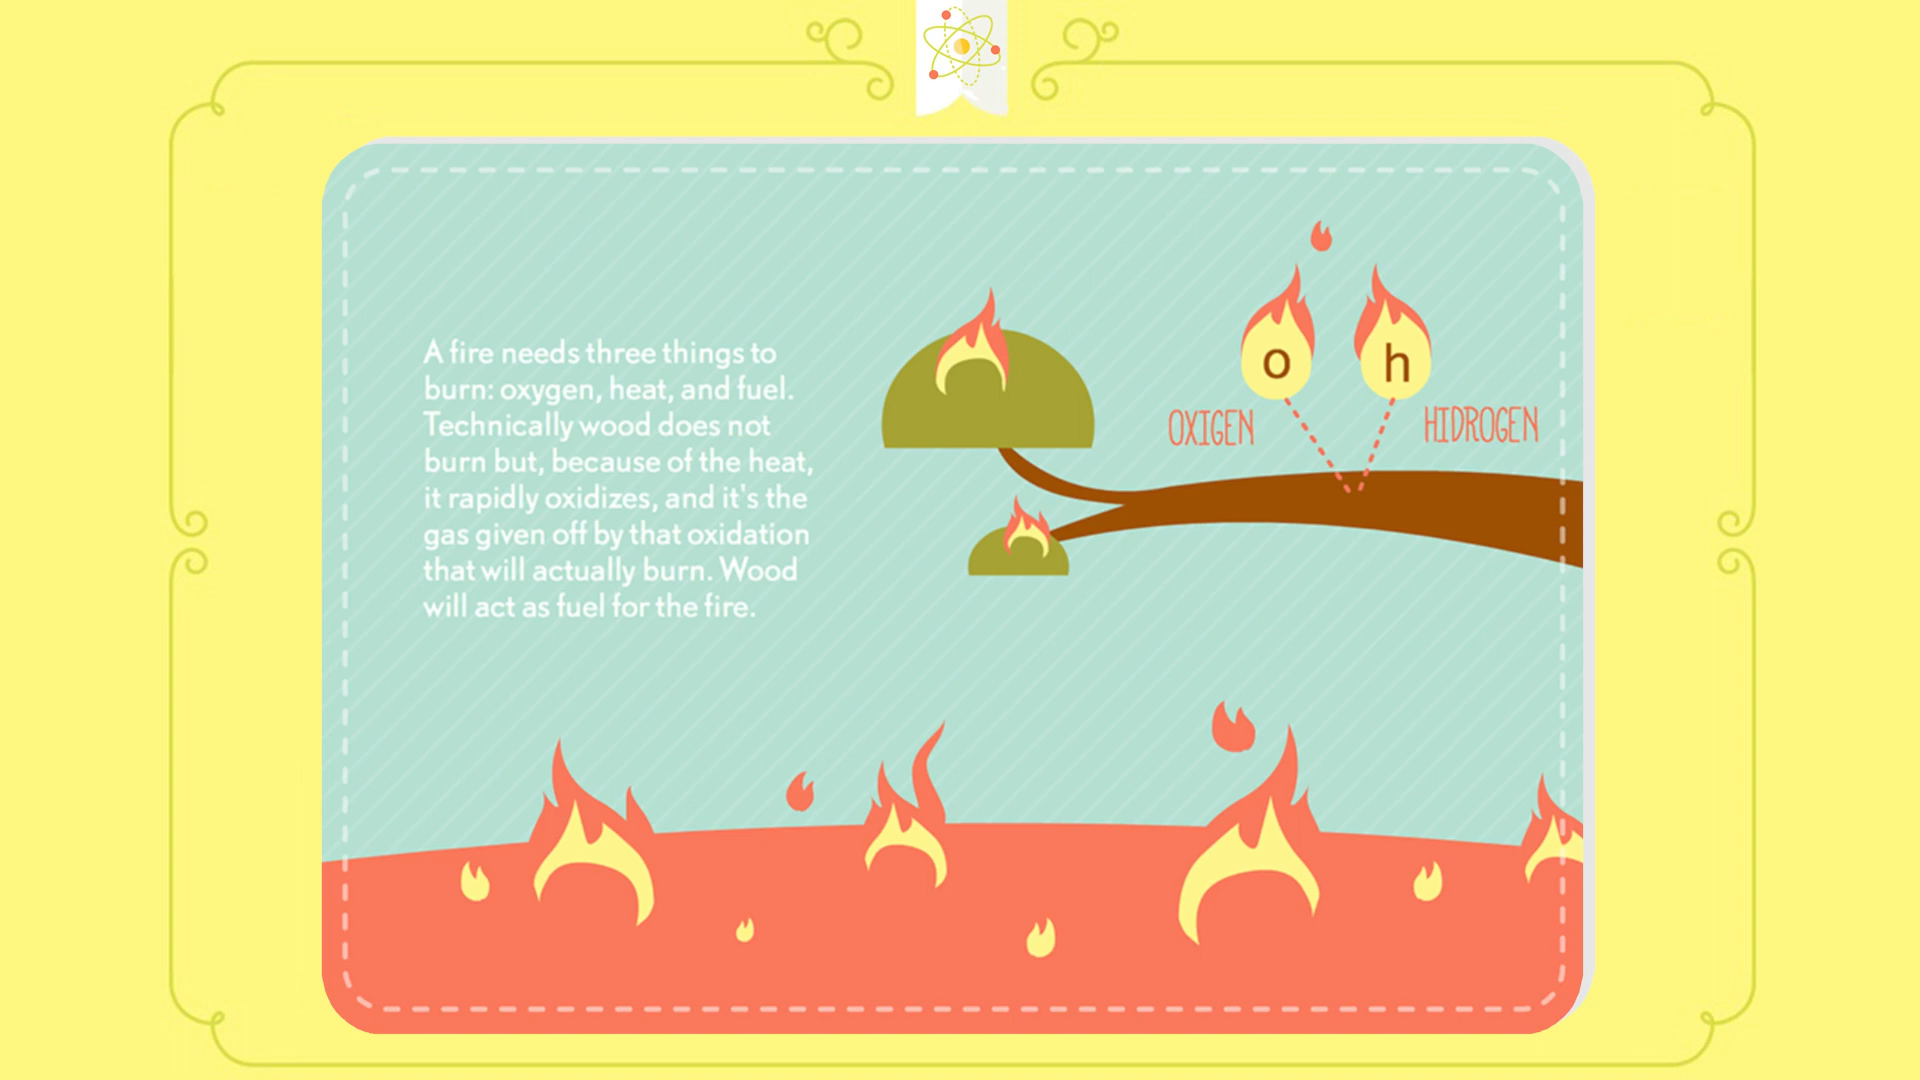 A fire needs three things to
burn: oxygen, heat, and fuel.
Technically wood does not
burn but, because of the heat,
it rapidly oxidizes, and it's the
gas given off by that oxidation
that will actually burn. Wood
will act as fuel for the fire.
o
h
OXIGEN
HIDROGEN